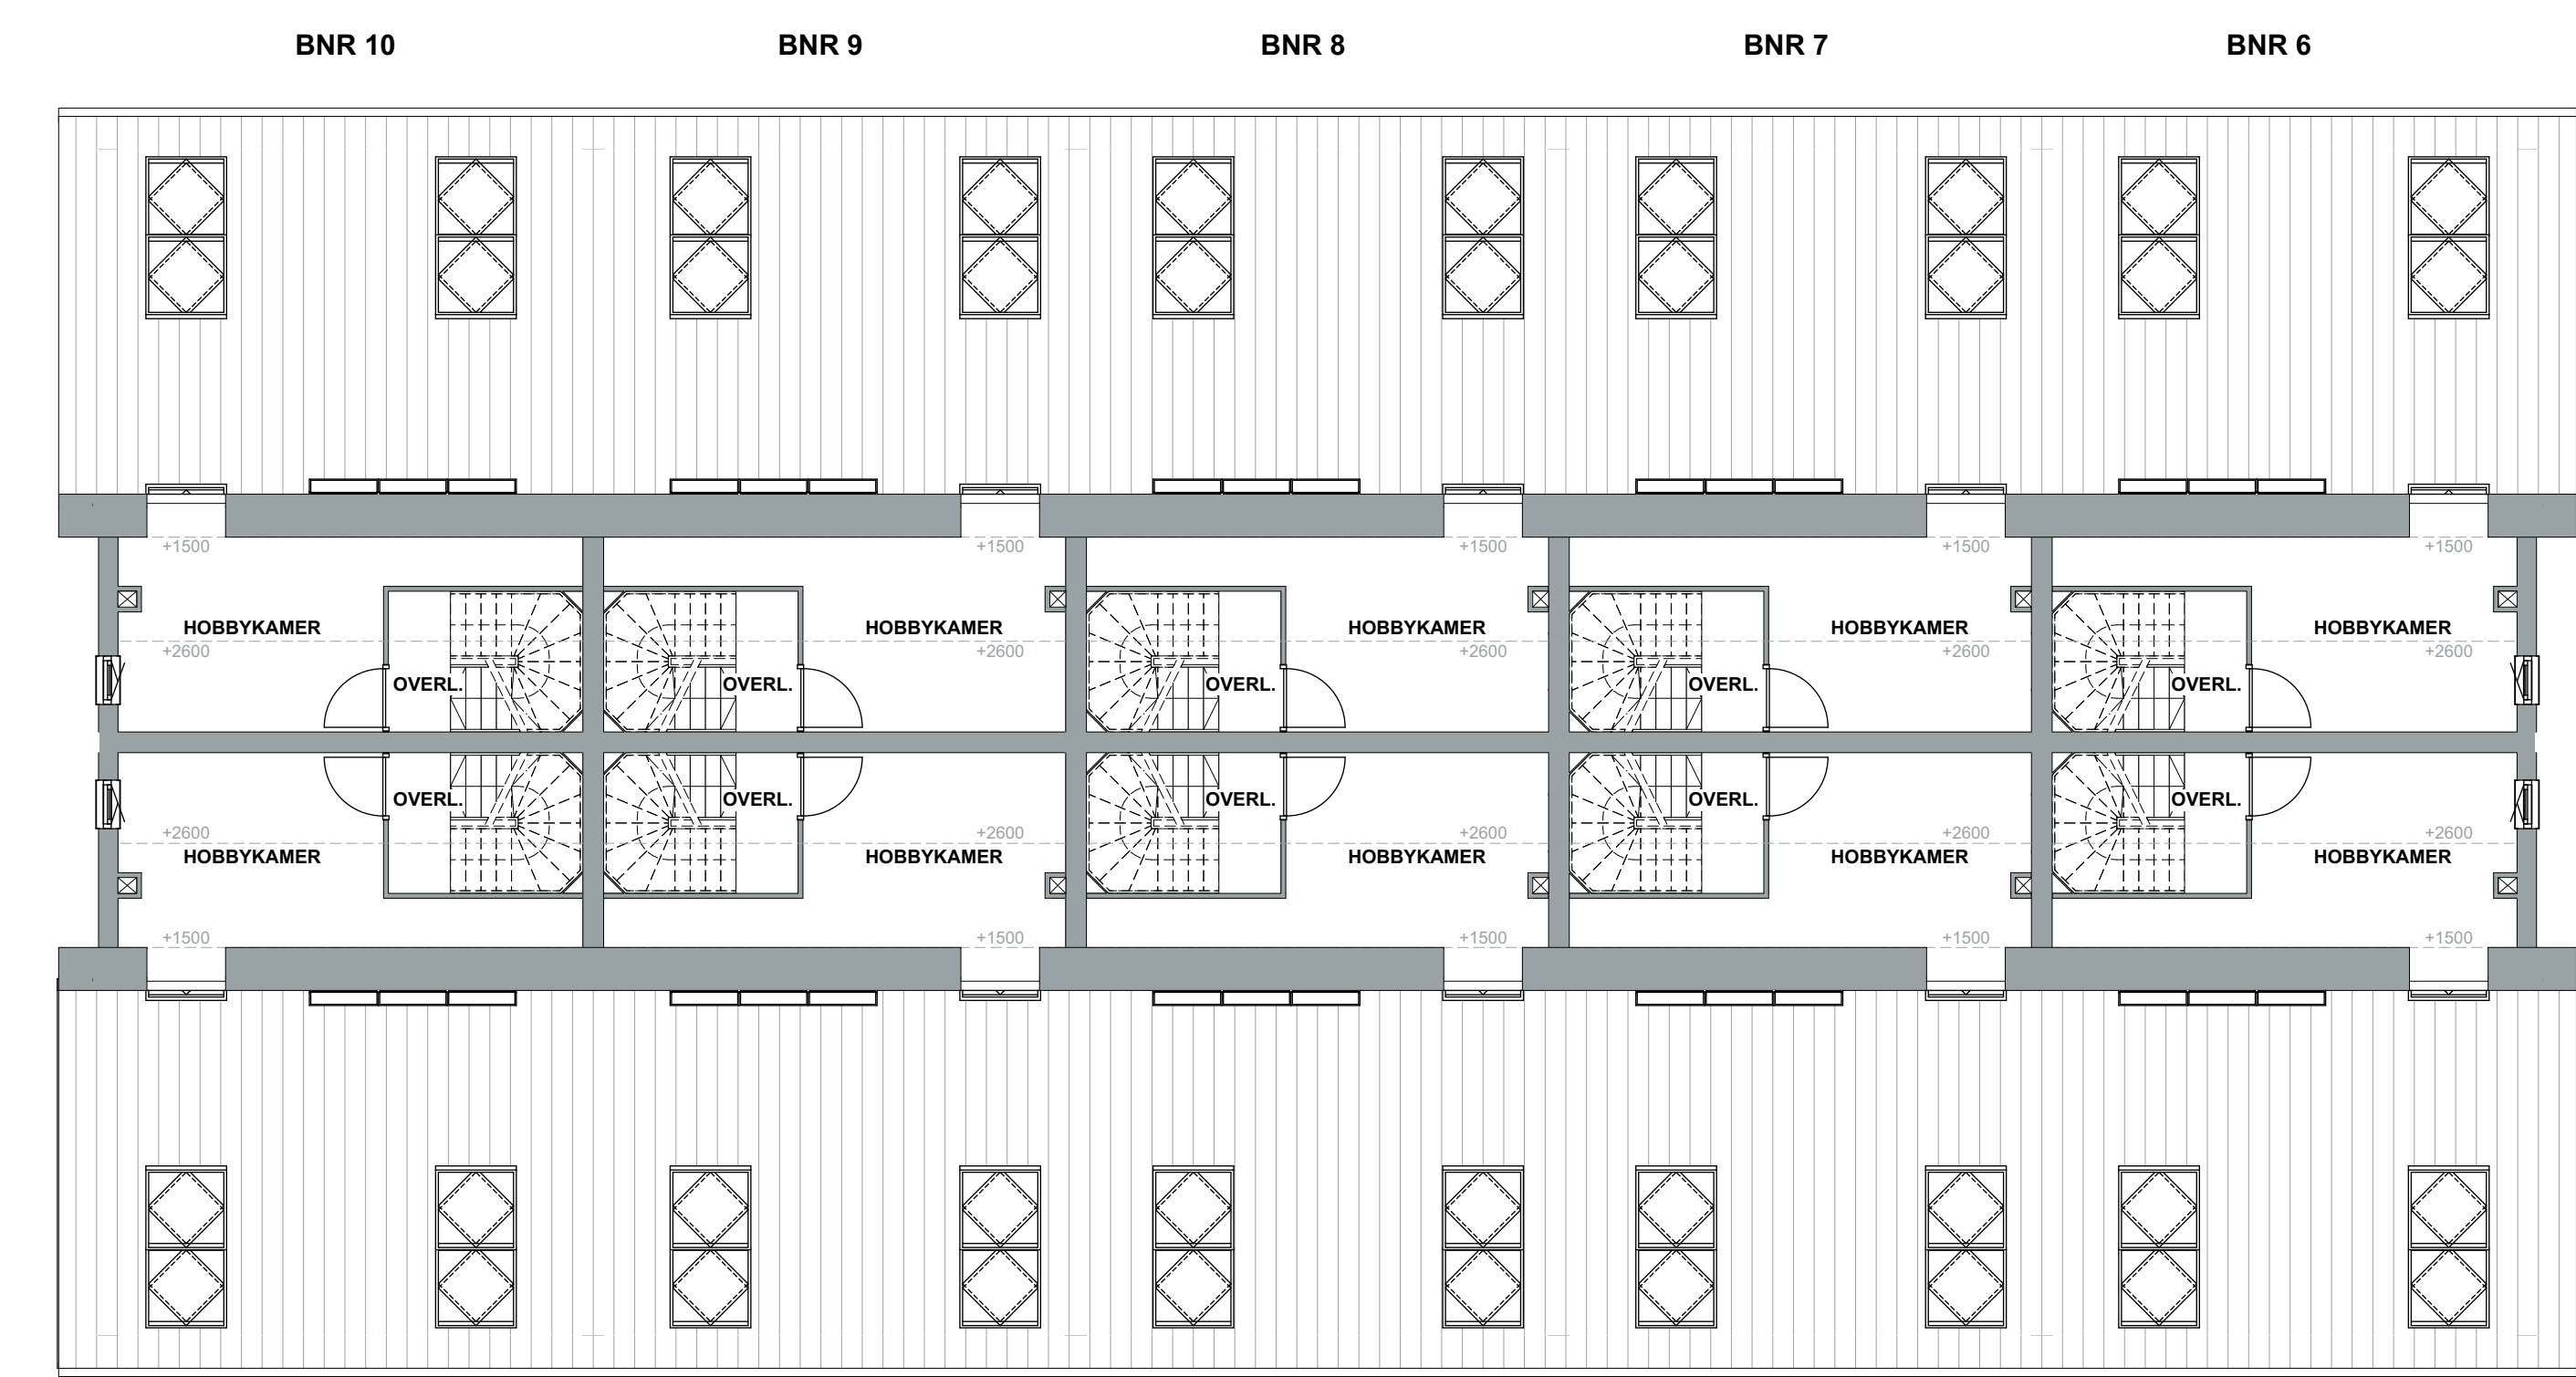 BNR 10 BNR 9 BNR 8 BNR 7 BNR 6
+1500 +1500 +1500 +1500 +1500
HOBBYKAMER HOBBYKAMER HOBBYKAMER HOBBYKAMER HOBBYKAMER
+2600 +2600 +2600 +2600 +2600
OVERL. OVERL. OVERL. OVERL. OVERL.
OVERL. OVERL. OVERL. OVERL. OVERL.
+2600 +2600 +2600 +2600 +2600
HOBBYKAMER HOBBYKAMER HOBBYKAMER HOBBYKAMER HOBBYKAMER
+1500 +1500 +1500 +1500 +1500